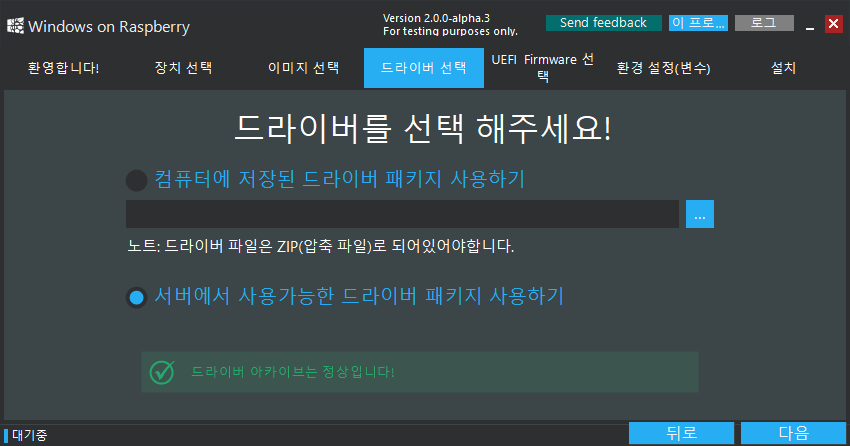 Windows on Raspberry
Version 2.0.0-alpha.3
For testing purposes only.
Send feedback
이 프로...
로그
환영합니다!
장치 선택
이미지 선택
드라이버 선택
UEFI Firmware 선
택
환경 설정(변수)
설치
드라이버를 선택 해주세요!
컴퓨터에 저장된 드라이버 패키지 사용하기
...
노트: 드라이버 파일은 ZIP(압축 파일)로 되어있어야합니다.
서버에서 사용가능한 드라이버 패키지 사용하기
드라이버 아카이브는 정상입니다!
대기중
뒤로
다음